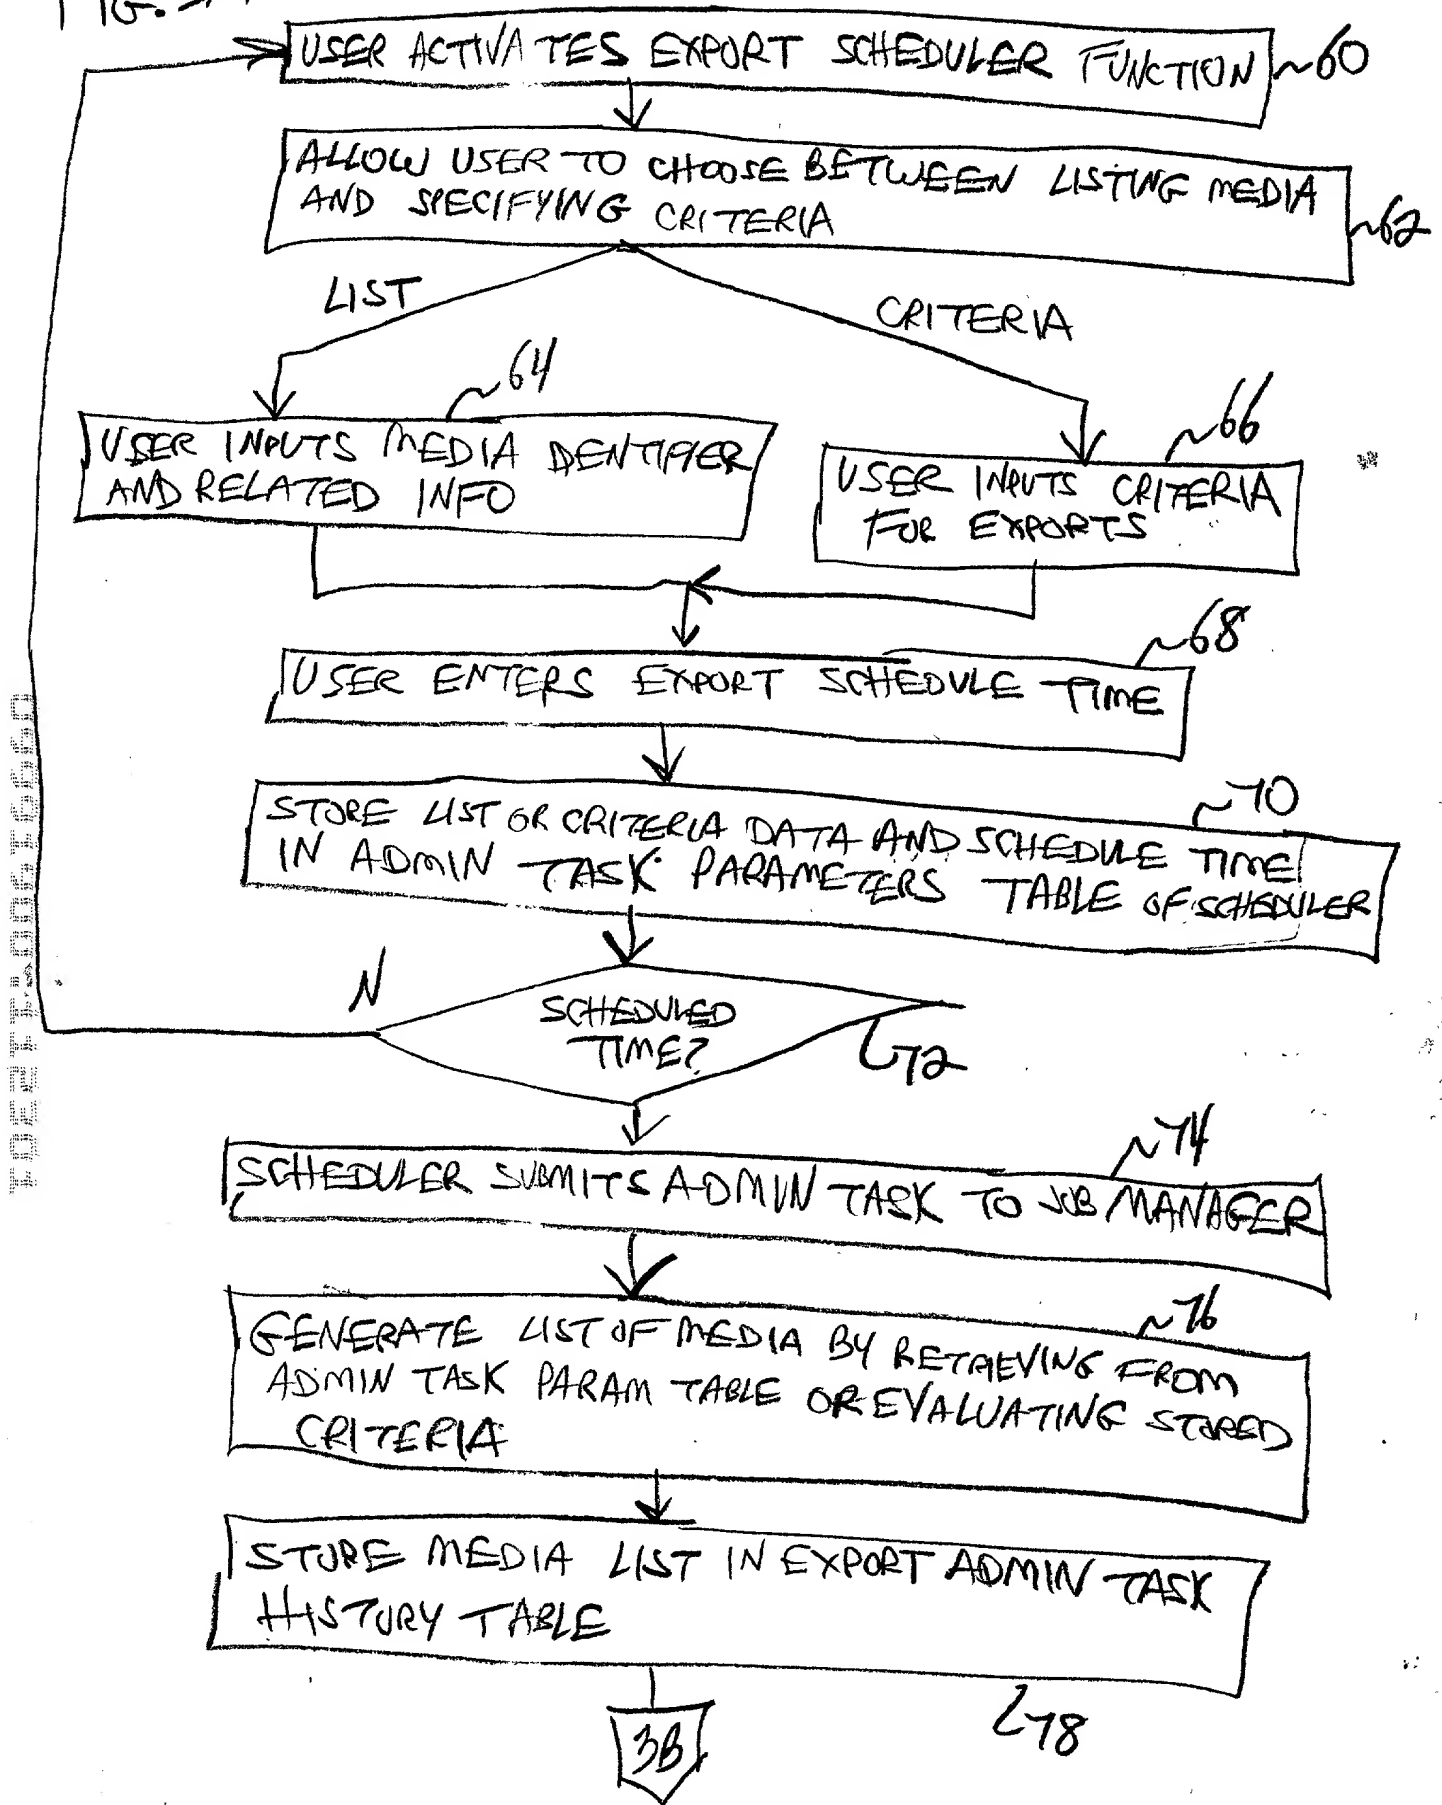 FIG.
USER ACTIVATES EXPORT SCHEDULER FUNCTION ~60
ALLOW USER TO CHOOSE BETWEEN LISTING MEDIA
AND SPECIFYING CRITERIA
~62
LIST
CRITERIA
~64
~66
USER INPUTS MEDIA IDENTIFIER
AND RELATED INFO
USER INPUTS CRITERIA
FOR EXPORTS
~68
USER ENTERS EXPORT SCHEDULE TIME
~70
STORE LIST OR CRITERIA DATA AND SCHEDULE TIME
IN ADMIN TASK PARAMETERS TABLE OF SCHEDULER
N
SCHEDULED
TIME?
72
~74
SCHEDULER SUBMITS ADMIN TASK TO JOB MANAGER
~76
GENERATE LIST OF MEDIA BY RETRIEVING FROM
ADMIN TASK PARAM TABLE OR EVALUATING STORED
CRITERIA
STORE MEDIA LIST IN EXPORT ADMIN TASK
HISTORY TABLE
78
3B